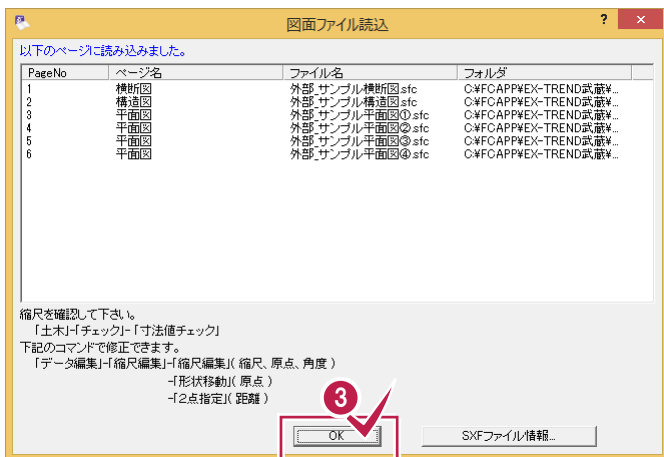 図面ファイル読込
?
×
以下のページに読み込みました。
PageNo ページ名 ファイル名 フォルダ
1 横断図 外部_サンプル横断図.sfc C:¥FCAPP¥EX-TREND武蔵¥...
2 構造図 外部_サンプル構造図.sfc C:¥FCAPP¥EX-TREND武蔵¥...
3 平面図 外部_サンプル平面図①.sfc C:¥FCAPP¥EX-TREND武蔵¥...
4 平面図 外部_サンプル平面図②.sfc C:¥FCAPP¥EX-TREND武蔵¥...
5 平面図 外部_サンプル平面図③.sfc C:¥FCAPP¥EX-TREND武蔵¥...
6 平面図 外部_サンプル平面図④.sfc C:¥FCAPP¥EX-TREND武蔵¥...
縮尺を確認して下さい。
「土木」-「チェック」-「寸法値チェック」
下記のコマンドで修正できます。
「データ編集」-「縮尺編集」-「縮尺編集」( 縮尺、原点、角度 )
-「形状移動」( 原点 )
-「2点指定」( 距離 )
3
OK
SXFファイル情報...